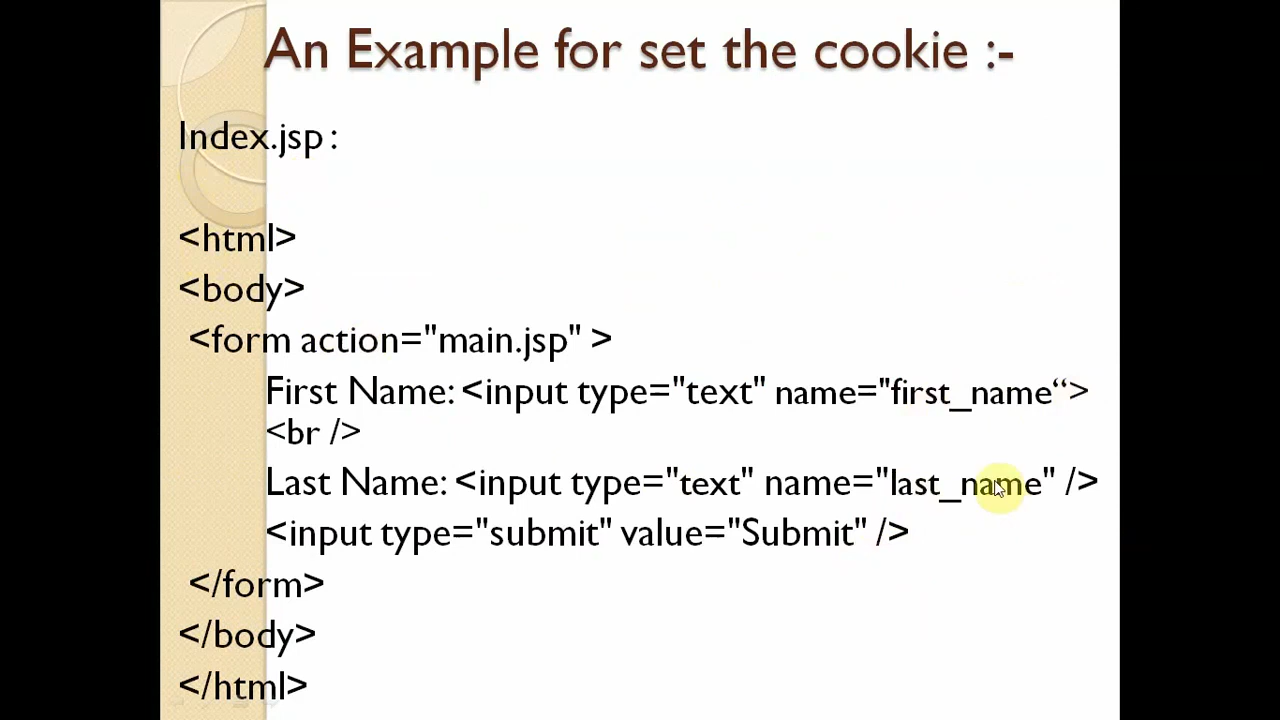 An Example for set the cookie :-
Index.jsp :
<html>
<body>
<form action="main.jsp" >
First Name: <input type="text" name="first_name“>
<br />
Last Name: <input type="text" name="last_name" />
<input type="submit" value="Submit" />
</form>
</body>
</html>